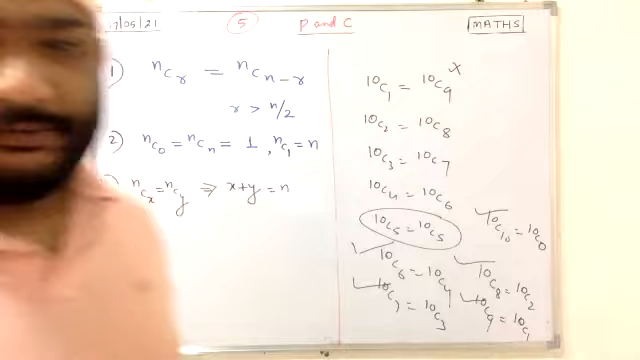 7/05/21
5
P and C
MATHS
1) nCr = nCn-r
r > n/2
2) nC0 = nCn = 1, nC1 = n
nCx = nCy ⇒ x+y = n
10C1 = 10C9 x
10C2 = 10C8
10C3 = 10C7
10C4 = 10C6
10C5 = 10C5
10C6 = 10C4
10C7 = 10C3
10C10 = 10C0
10C8 = 10C2
10C9 = 10C1